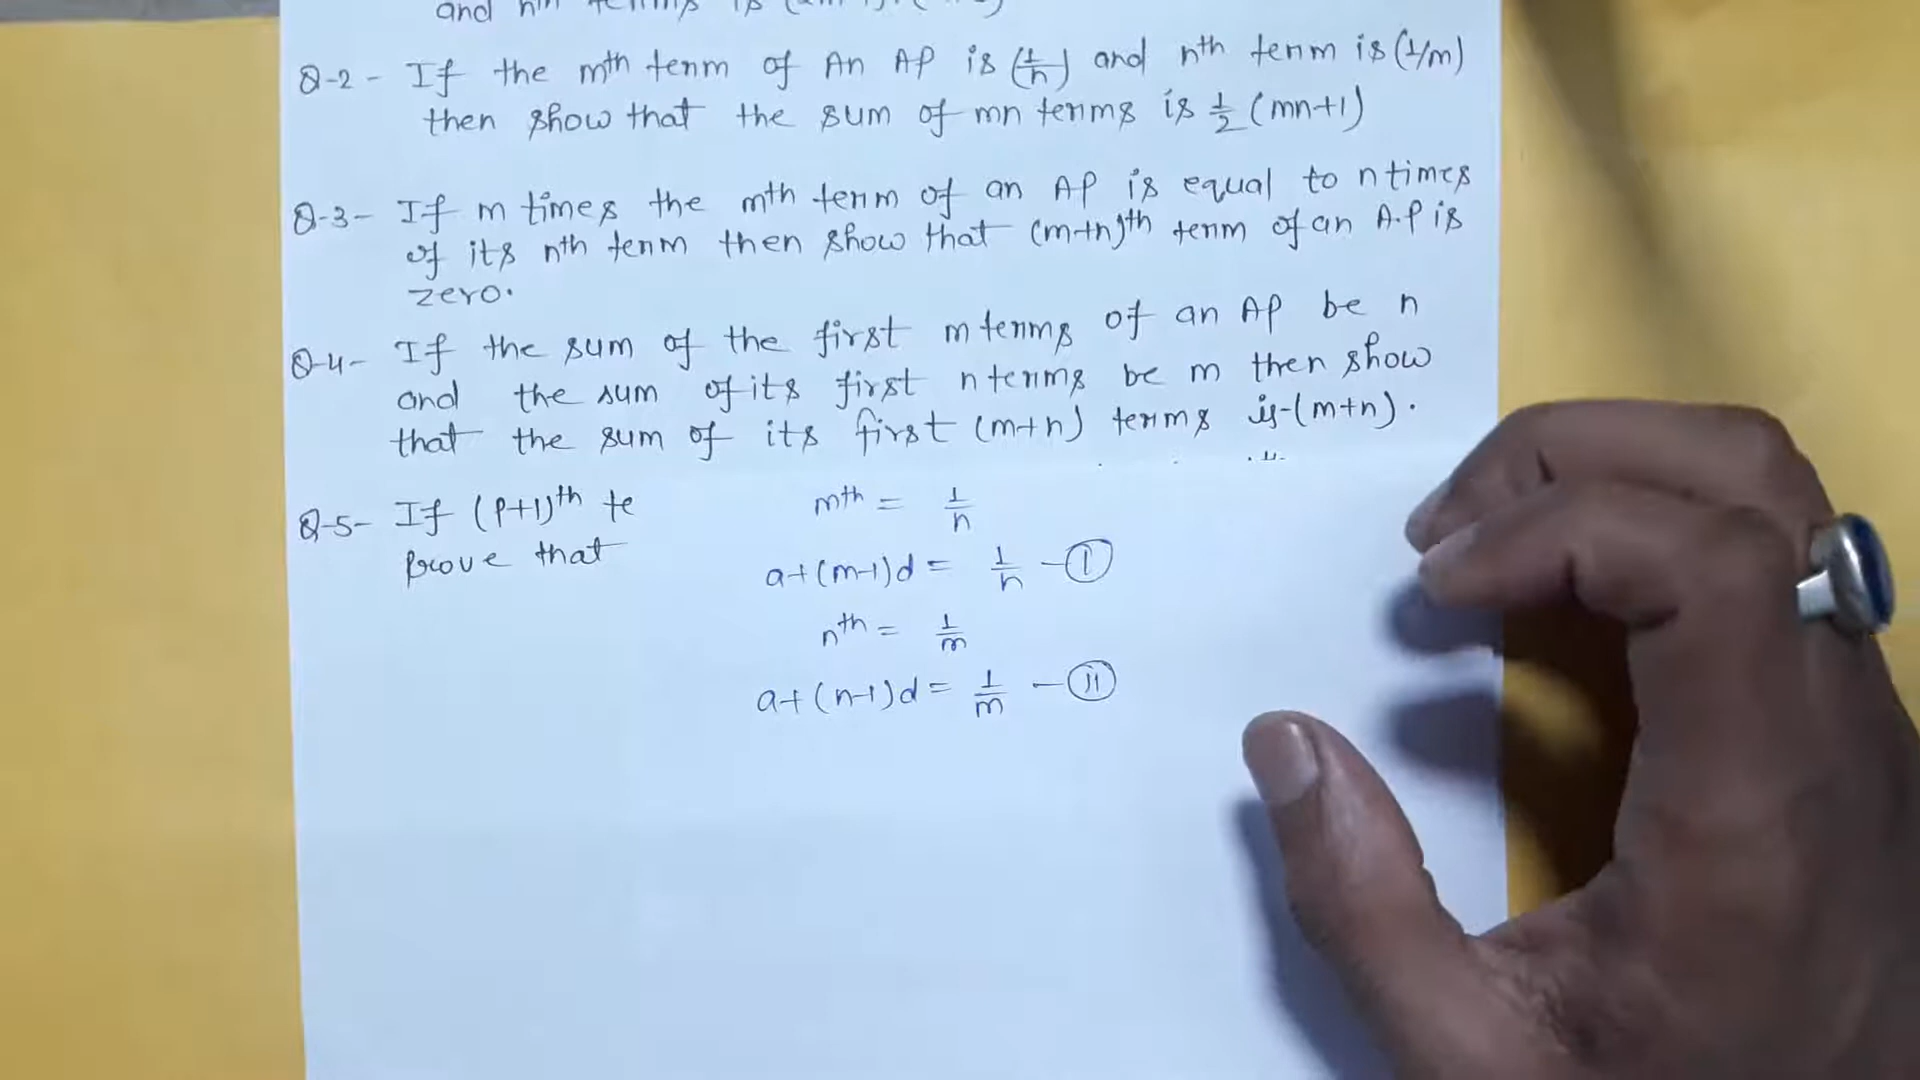 and nth terms is
Q-2- If the mth term of An AP is (1/n) and nth term is (1/m)
then show that the sum of mn terms is 1/2 (mn+1)
Q-3- If m times the mth term of an AP is equal to n times
of its nth term then show that (m+n)th term of an A.P is
zero.
Q-4- If the sum of the first m terms of an AP be n
and the sum of its first n terms be m then show
that the sum of its first (m+n) terms is -(m+n).
Q-5- If (P+1)th te
prove that
mth = 1/n
a+(m-1)d = 1/n - I
nth = 1/m
a+(n-1)d = 1/m - II